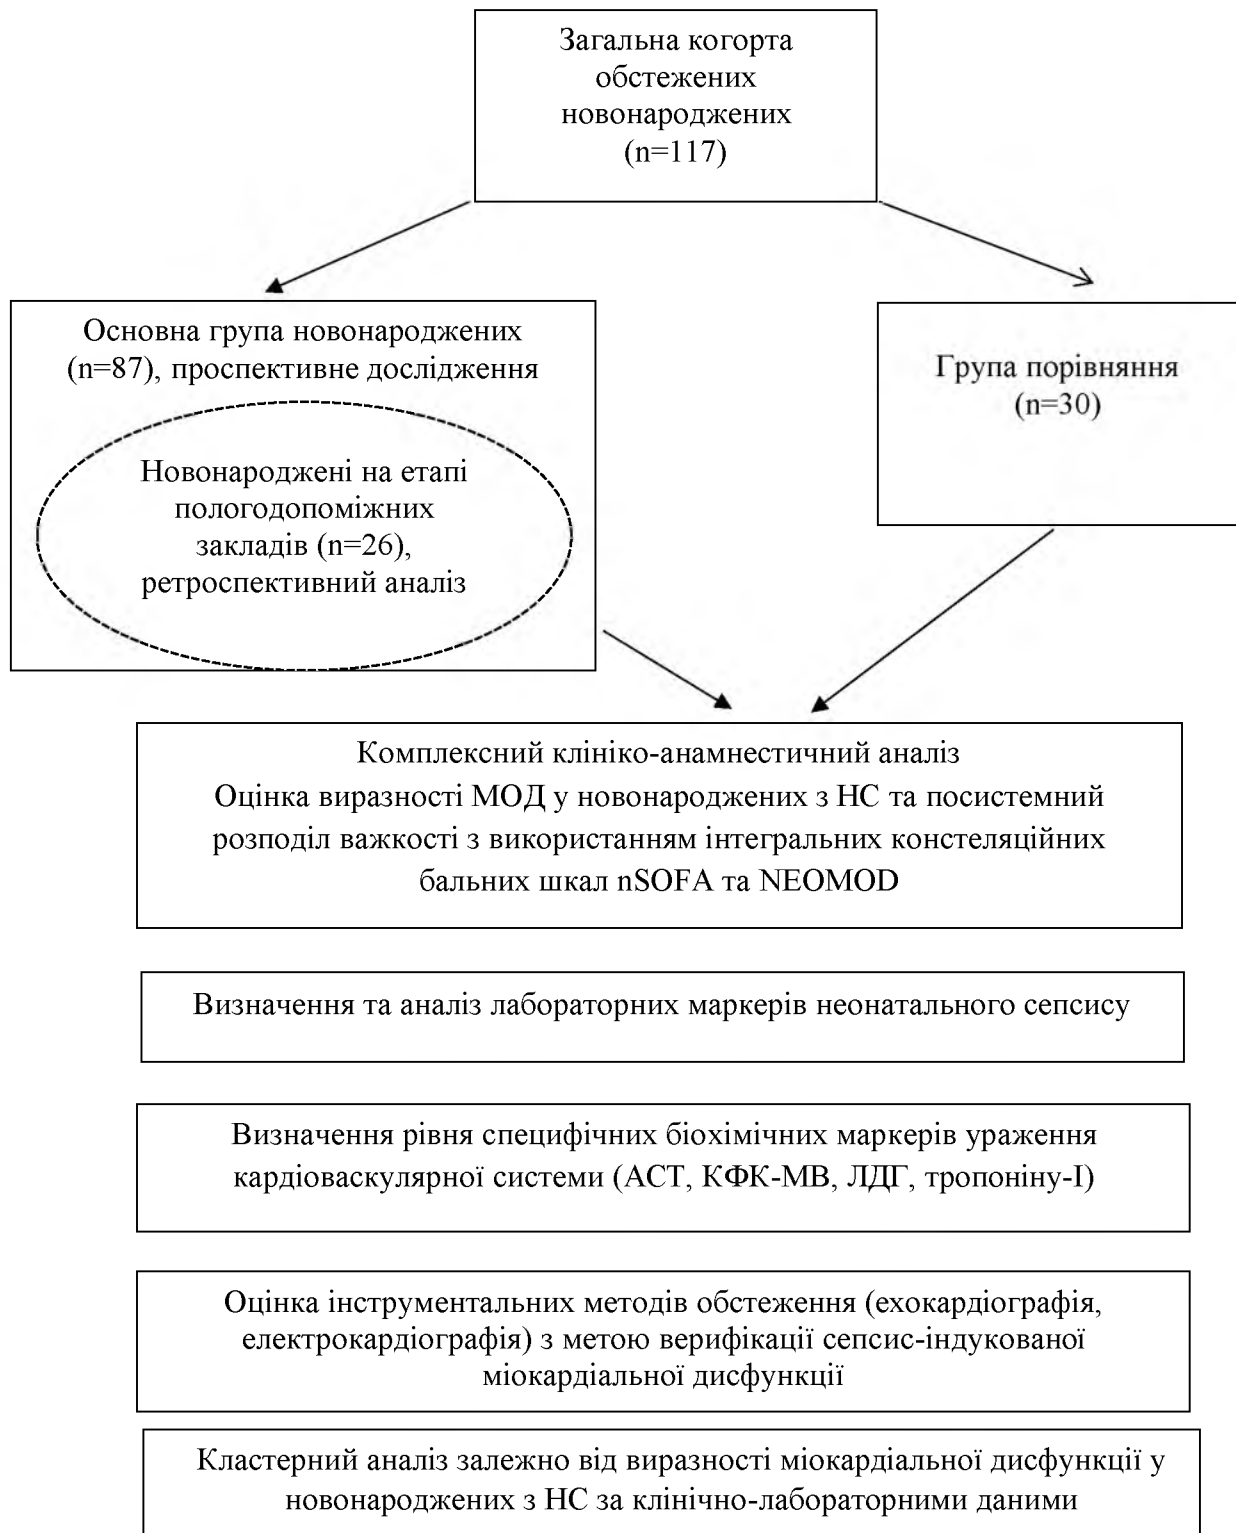 Загальна когорта
обстежених
новонароджених
(n=117)
Основна група новонароджених
(n=87), проспективне дослідження
Новонароджені на етапі
пологодопоміжних
закладів (n=26),
ретроспективний аналіз
Група порівняння
(n=30)
Комплексний клініко-анамнестичний аналіз
Оцінка виразності МОД у новонароджених з НС та посистемний
розподіл важкості з використанням інтегральних констеляційних
бальних шкал nSOFA та NEOMOD
Визначення та аналіз лабораторних маркерів неонатального сепсису
Визначення рівня специфічних біохімічних маркерів ураження
кардіоваскулярної системи (АСТ, КФК-МВ, ЛДГ, тропоніну-І)
Оцінка інструментальних методів обстеження (ехокардіографія,
електрокардіографія) з метою верифікації сепсис-індукованої
міокардіальної дисфункції
Кластерний аналіз залежно від виразності міокардіальної дисфункції у
новонароджених з НС за клінічно-лабораторними даними